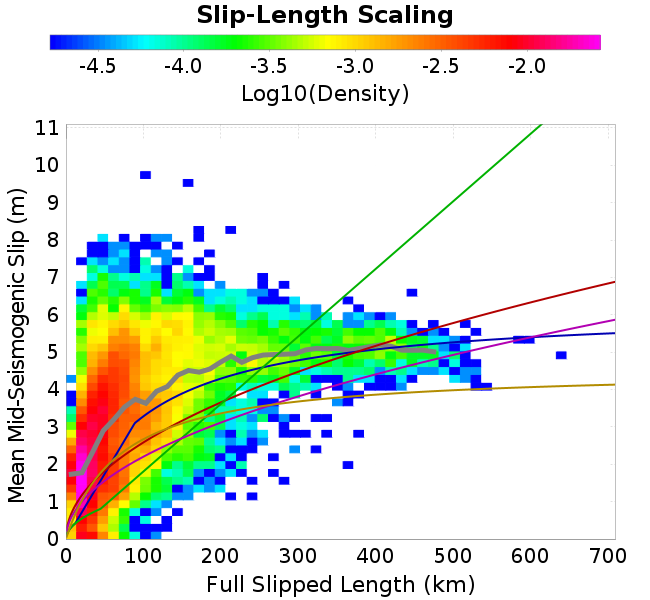 Slip-Length Scaling
-4.5 -4.0 -3.5 -3.0 -2.5 -2.0
Log10(Density)
11
10
9
8
7
6
5
4
3
2
1
0
Mean Mid-Seismogenic Slip (m)
0 100 200 300 400 500 600 700
Full Slipped Length (km)